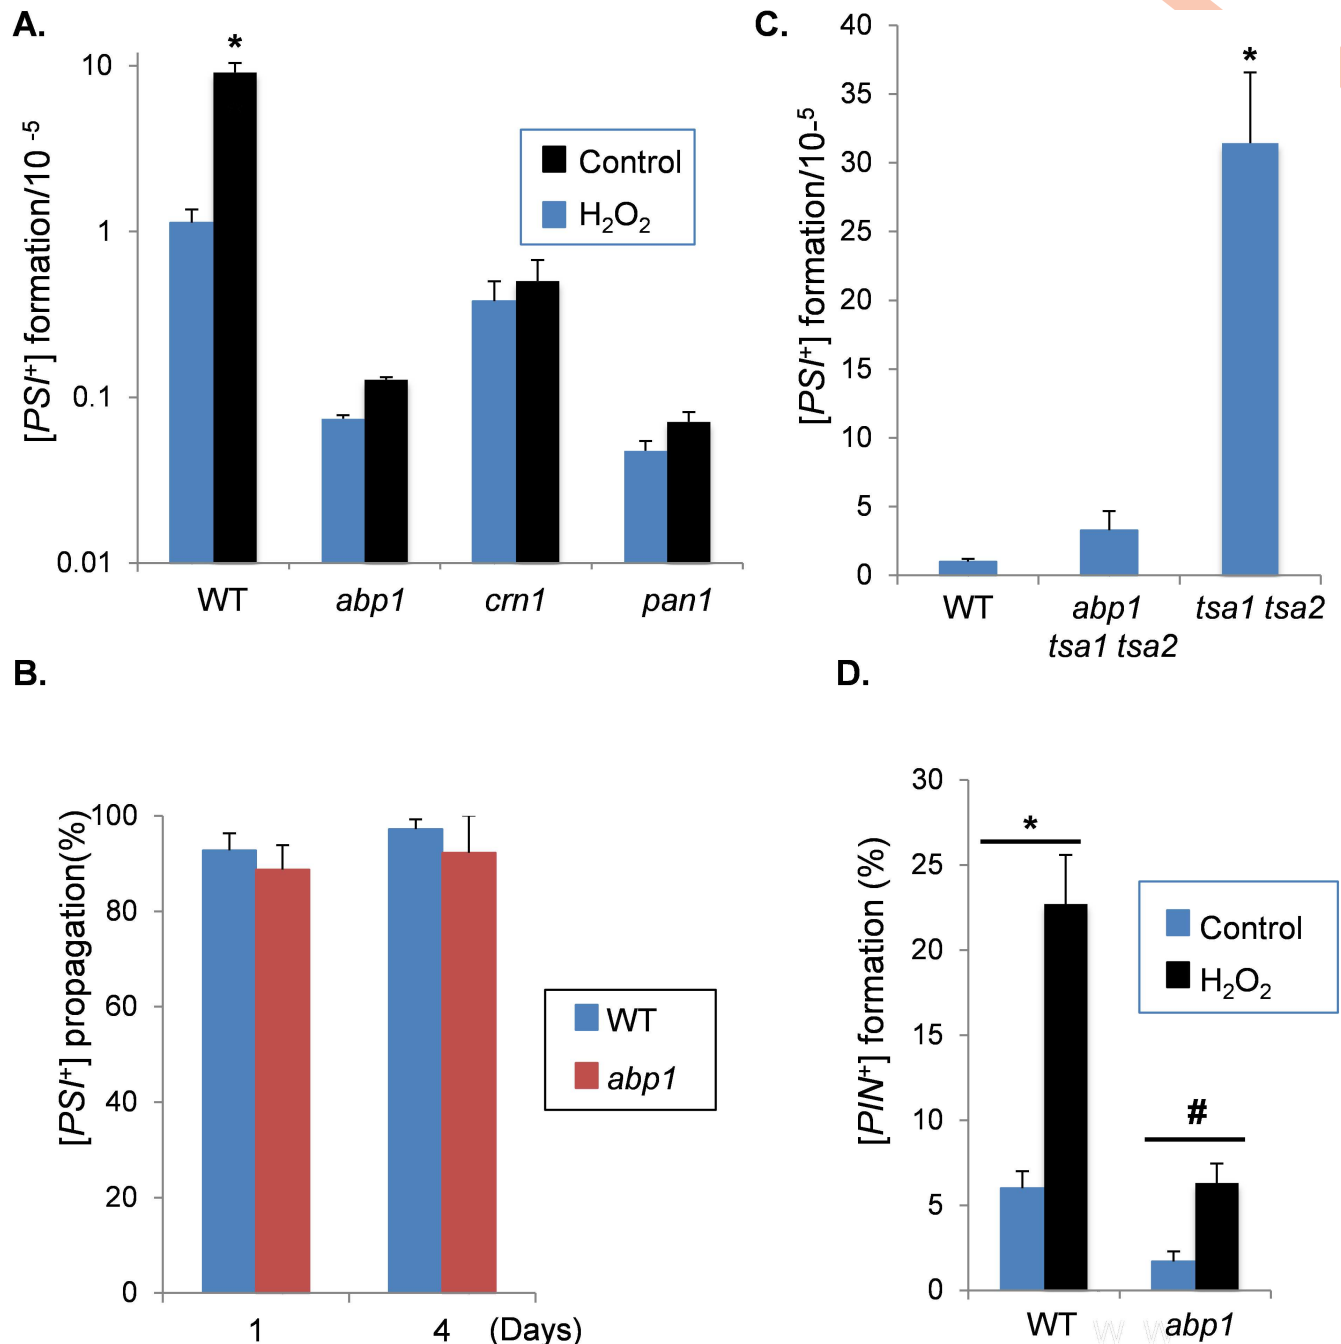 A.
*
10
1
0.1
0.01
[PSI+] formation/10 -5
Control
H2O2
WT abp1 crn1 pan1
C.
*
40
35
30
25
20
15
10
5
0
[PSI+] formation/10-5
WT abp1 tsa1 tsa2
tsa1 tsa2
B.
100
80
60
40
20
0
[PSI+] propagation(%)
WT
abp1
1 4 (Days)
D.
30
25
20
15
10
5
0
[PIN+] formation (%)
*
#
Control
H2O2
WT abp1
w w